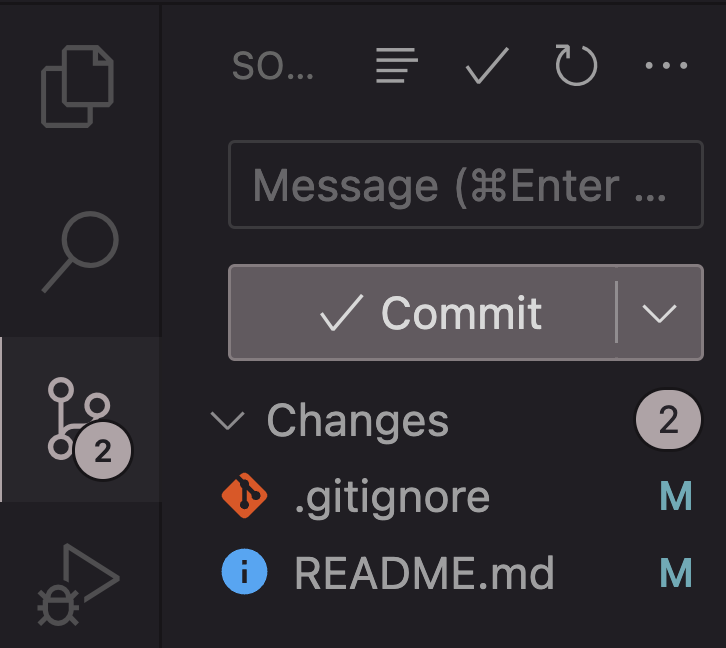 SO...
Message (⌘Enter ...
Commit
Changes 2
.gitignore M
2
README.md M